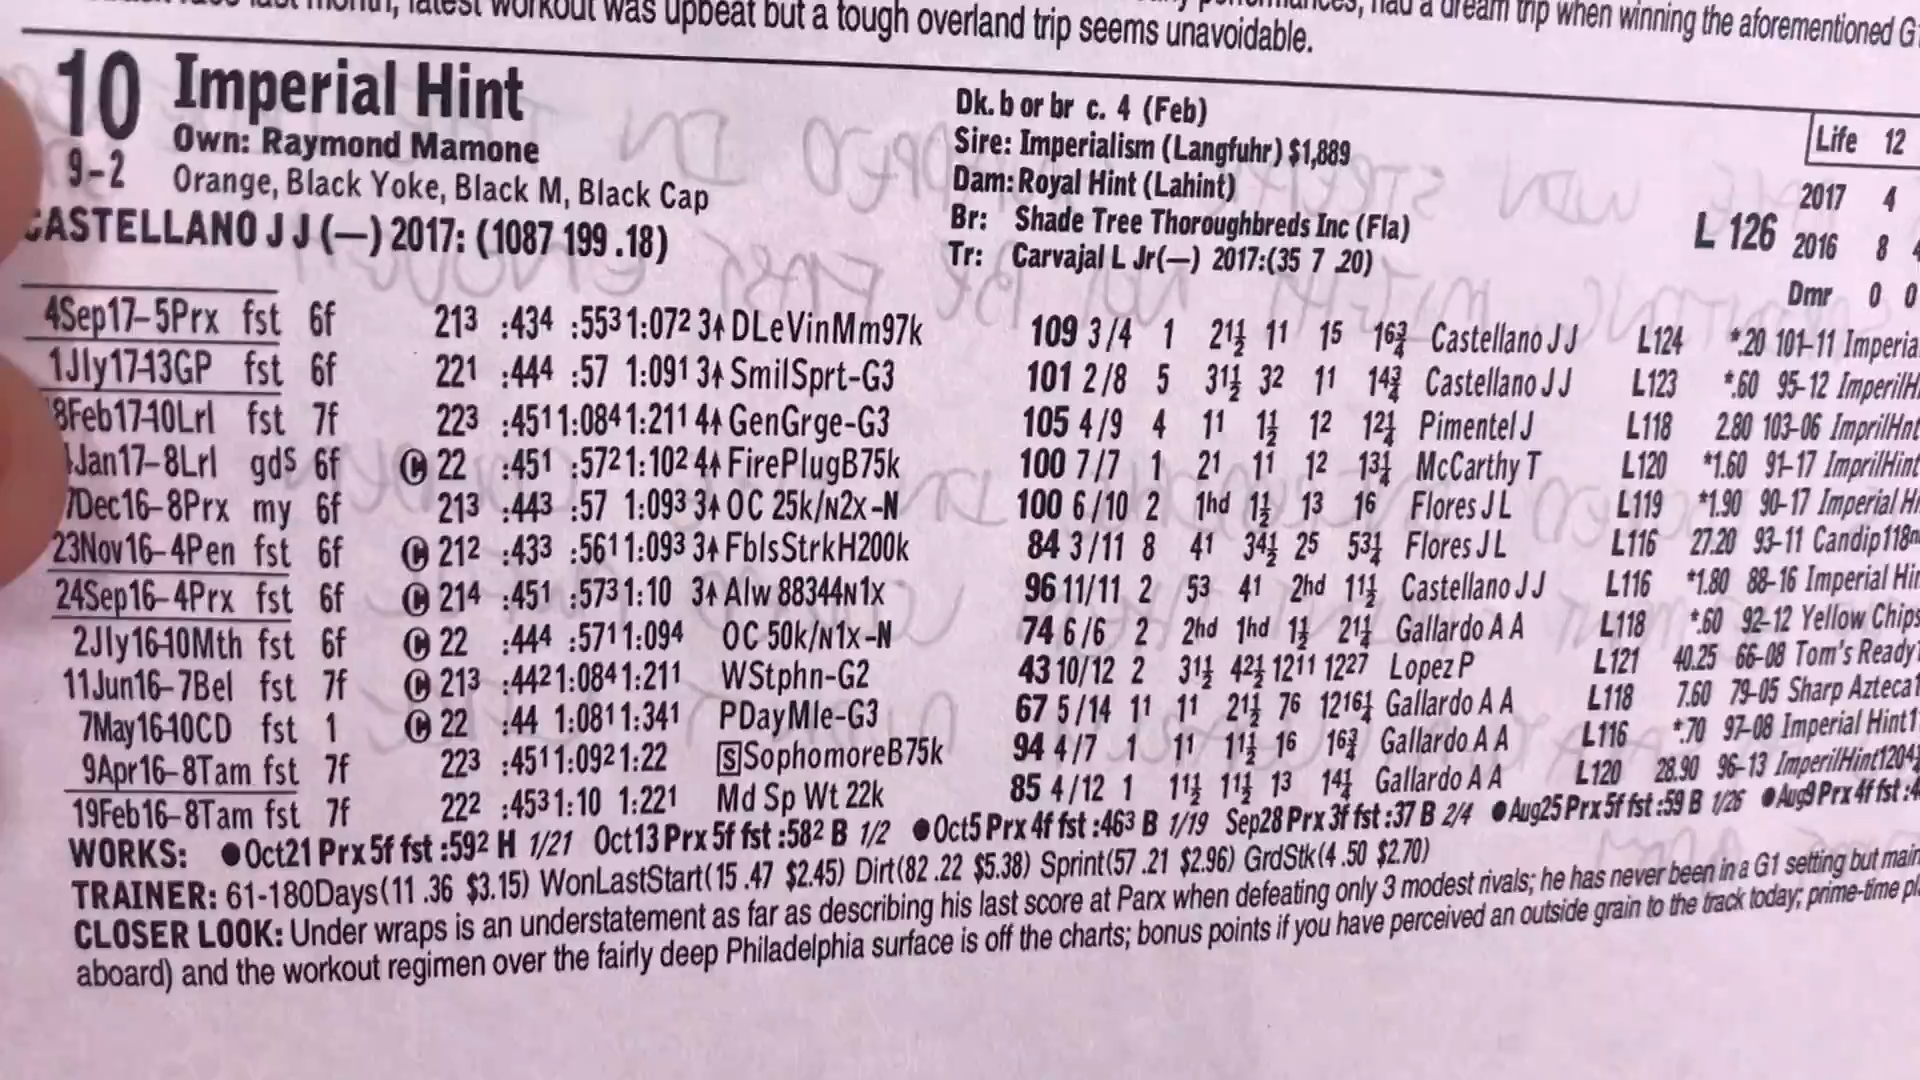 latest workout was upbeat but a tough overland trip seems unavoidable.
had a dream trip when winning the aforementioned G1
10 Imperial Hint
Own: Raymond Mamone
9-2 Orange, Black Yoke, Black M, Black Cap
CASTELLANO J J (—) 2017: (1087 199 .18)
Dk. b or br c. 4 (Feb)
Sire: Imperialism (Langfuhr) $1,889
Dam: Royal Hint (Lahint)
Br: Shade Tree Thoroughbreds Inc (Fla)
Tr: Carvajal L Jr(—) 2017:(35 7 .20)
L 126
Life 12
2017 4
2016 8 4
Dmr 0 0
4Sep17-5Prx fst 6f 21³ :43⁴ :55³ 1:07² 3↑ DLeVinMm97k 109 3/4 1 2¹½ 1¹ 1⁵ 1⁶¾ Castellano J J L124 *.20 101-11 Imperia
1Jly17-13GP fst 6f 22¹ :44⁴ :57 1:09¹ 3↑ SmilSprt-G3 101 2/8 5 3¹½ 3² 1¹ 1⁴¾ Castellano J J L123 *.60 95-12 ImperilH
8Feb17-10Lrl fst 7f 22³ :45¹ 1:08⁴ 1:21¹ 4↑ GenGrge-G3 105 4/9 4 1¹ 1½ 1² 1²¼ Pimentel J L118 2.80 103-06 ImprilHnt
Jan17-8Lrl gdS 6f Ⓒ 22 :45¹ :57² 1:10² 4↑ FirePlugB75k 100 7/7 1 2¹ 1¹ 1² 1³¼ McCarthy T L120 *1.60 91-17 ImprilHint
7Dec16-8Prx my 6f 21³ :44³ :57 1:09³ 3↑ OC 25k/N2x-N 100 6/10 2 1hd 1½ 1³ 1⁶ Flores J L L119 *1.90 90-17 Imperial H
23Nov16-4Pen fst 6f Ⓒ 21² :43³ :56¹ 1:09³ 3↑ FblsStrkH200k 84 3/11 8 4¹ 3⁴½ 2⁵ 5³¼ Flores J L L116 27.20 93-11 Candip118
24Sep16-4Prx fst 6f Ⓒ 21⁴ :45¹ :57³ 1:10 3↑ Alw 88344N1x 96 11/11 2 5³ 4¹ 2hd 1¹½ Castellano J J L116 *1.80 88-16 Imperial Hi
2Jly16-10Mth fst 6f Ⓒ 22 :44⁴ :57¹ 1:09⁴ OC 50k/N1x-N 74 6/6 2 2hd 1hd 1½ 2¹¼ Gallardo A A L118 *.60 92-12 Yellow Chips
11Jun16-7Bel fst 7f Ⓒ 21³ :44² 1:08⁴ 1:21¹ WStphn-G2 43 10/12 2 3¹½ 4²½ 12¹¹ 12²⁷ Lopez P L121 40.25 66-08 Tom's Ready
7May16-10CD fst 1 Ⓒ 22 :44 1:08¹ 1:34¹ PDayMle-G3 67 5/14 11 1¹ 2¹½ 7⁶ 12¹⁶¼ Gallardo A A L118 7.60 79-05 Sharp Azteca1
9Apr16-8Tam fst 7f 22³ :45¹ 1:09² 1:22 🅂SophomoreB75k 94 4/7 1 1¹ 1¹½ 1⁶ 1⁶¾ Gallardo A A L116 *.70 97-08 Imperial Hint1
19Feb16-8Tam fst 7f 22² :45³ 1:10 1:22¹ Md Sp Wt 22k 85 4/12 1 1¹½ 1¹½ 1³ 1⁴¼ Gallardo A A L120 28.90 96-13 ImperilHint120
WORKS: ●Oct21 Prx 5f fst :59² H 1/21 Oct13 Prx 5f fst :58² B 1/2 ●Oct5 Prx 4f fst :46³ B 1/19 Sep28 Prx 3f fst :37 B 2/4 ●Aug25 Prx 5f fst :59 B 1/26 ●Aug9 Prx 4f fst
TRAINER: 61-180Days(11 .36 $3.15) WonLastStart(15 .47 $2.45) Dirt(82 .22 $5.38) Sprint(57 .21 $2.96) GrdStk(4 .50 $2.70)
CLOSER LOOK: Under wraps is an understatement as far as describing his last score at Parx when defeating only 3 modest rivals; he has never been in a G1 setting but main
aboard) and the workout regimen over the fairly deep Philadelphia surface is off the charts; bonus points if you have perceived an outside grain to the track today; prime-time